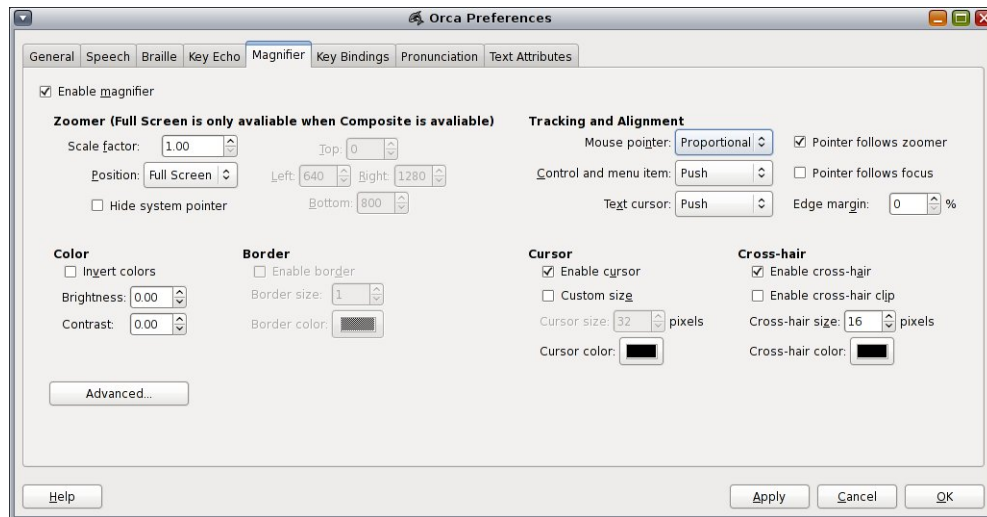 Orca Preferences
General Speech Braille Key Echo Magnifier Key Bindings Pronunciation Text Attributes
Enable magnifier
Zoomer (Full Screen is only avaliable when Composite is avaliable)
Scale factor: 1.00
Top: 0
Position: Full Screen
Left: 640 Right: 1280
Hide system pointer
Bottom: 800
Tracking and Alignment
Mouse pointer: Proportional
Pointer follows zoomer
Control and menu item: Push
Pointer follows focus
Text cursor: Push
Edge margin: 0 %
Color
Invert colors
Brightness: 0.00
Contrast: 0.00
Border
Enable border
Border size: 1
Border color:
Cursor
Enable cursor
Custom size
Cursor size: 32 pixels
Cursor color:
Cross-hair
Enable cross-hair
Enable cross-hair clip
Cross-hair size: 16 pixels
Cross-hair color:
Advanced...
Help Apply Cancel OK